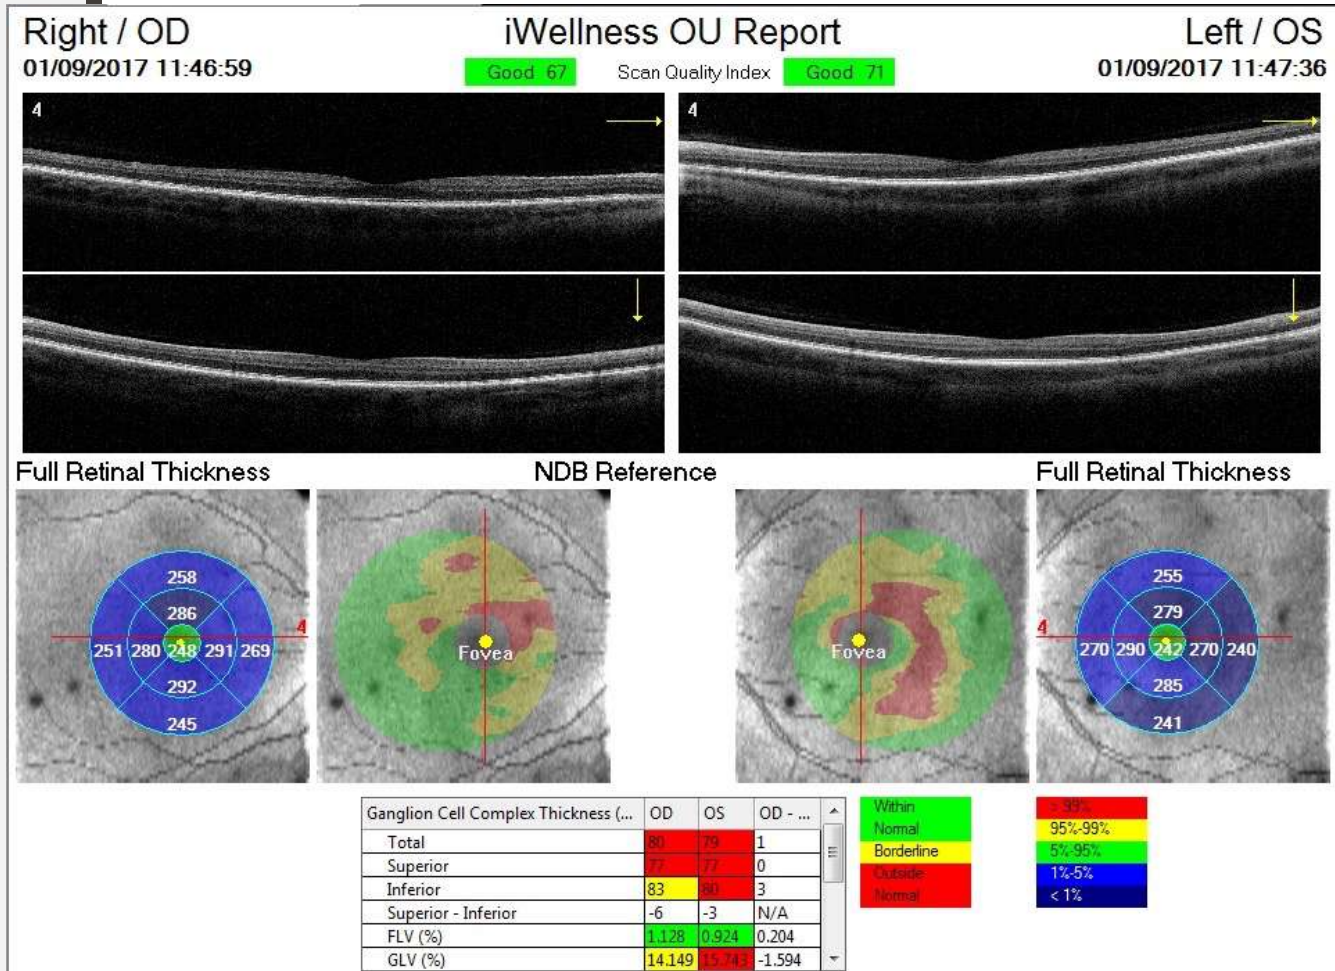 Right / OD
iWellness OU Report
Left / OS
01/09/2017 11:46:59
Good 67
Scan Quality Index
Good 71
01/09/2017 11:47:36
4
4
Full Retinal Thickness
NDB Reference
Full Retinal Thickness
258
286
4
251 280 248 291 269
292
245
Fovea
Fovea
255
279
4
270 290 242 270 240
285
241
Ganglion Cell Complex Thickness (... OD OS OD - ...
Total 80 79 1
Superior 77 77 0
Inferior 83 80 3
Superior - Inferior -6 -3 N/A
FLV (%) 1.128 0.924 0.204
GLV (%) 14.149 15.743 -1.594
Within
Normal
Borderline
Outside
Normal
> 99%
95%-99%
5%-95%
1%-5%
< 1%